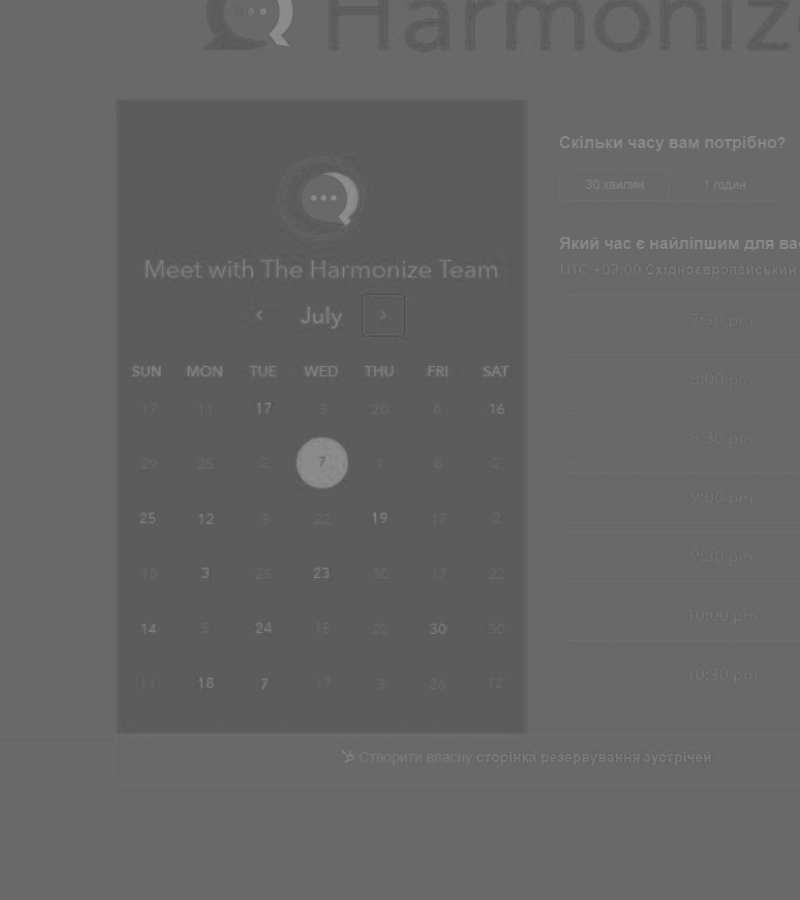 Harmoniz
Скільки часу вам потрібно?
30 хвилин
1 годин
Meet with The Harmonize Team
Який час є найліпшим для вас
UTC +03:00 Східноєвропейський
July
7:30 pm
SUN MON TUE WED THU FRI SAT
8:00 pm
17 11 17 3 20 6 16
8:30 pm
29 25 2 7 1 8 2
9:00 pm
25 12 3 22 19 17 2
9:30 pm
10 3 25 23 30 17 22
10:00 pm
14 5 24 15 22 30 30
10:30 pm
11 18 7 17 3 26 12
Створити власну сторінка резервування зустрічей